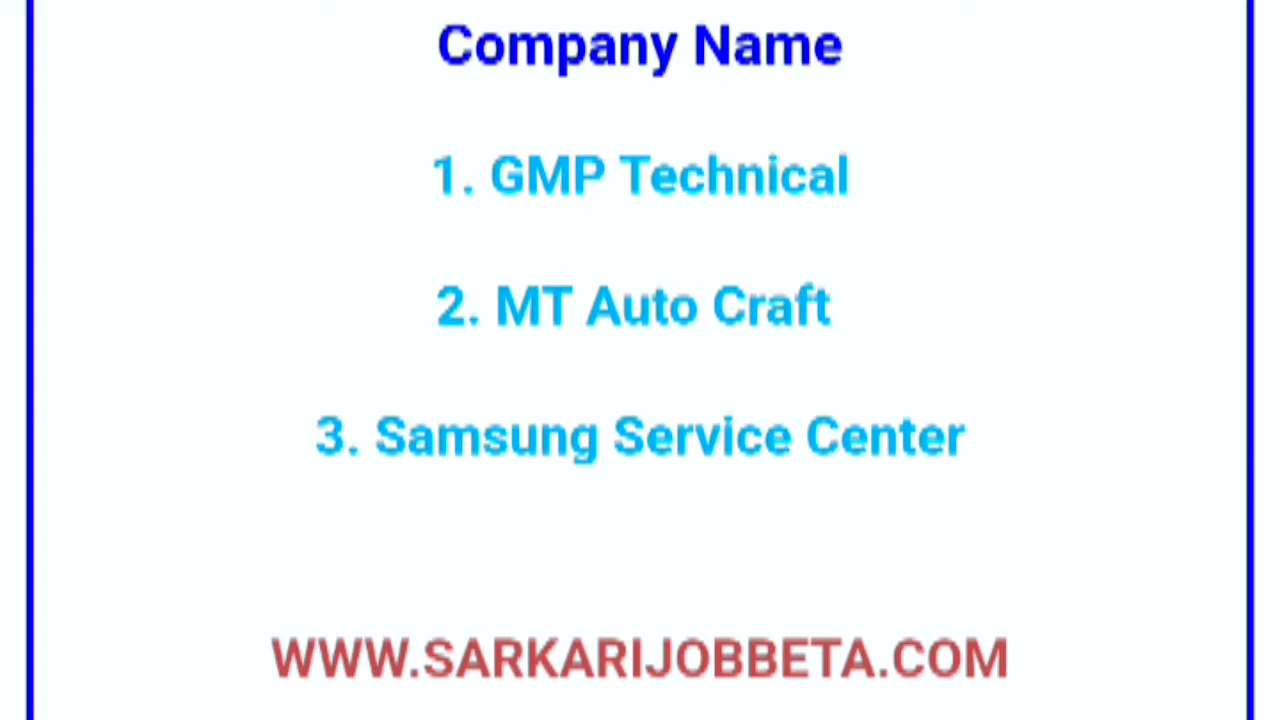 Company Name
1. GMP Technical
2. MT Auto Craft
3. Samsung Service Center
WWW.SARKARIJOBBETA.COM